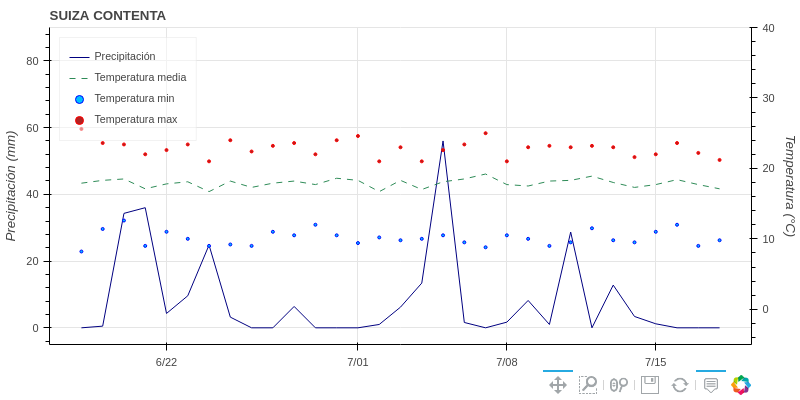 SUIZA CONTENTA
Precipitación
Temperatura media
Temperatura min
Temperatura max
Precipitación (mm)
80
60
40
20
0
6/22
7/01
7/08
7/15
40
30
20
10
0
Temperatura (°C)